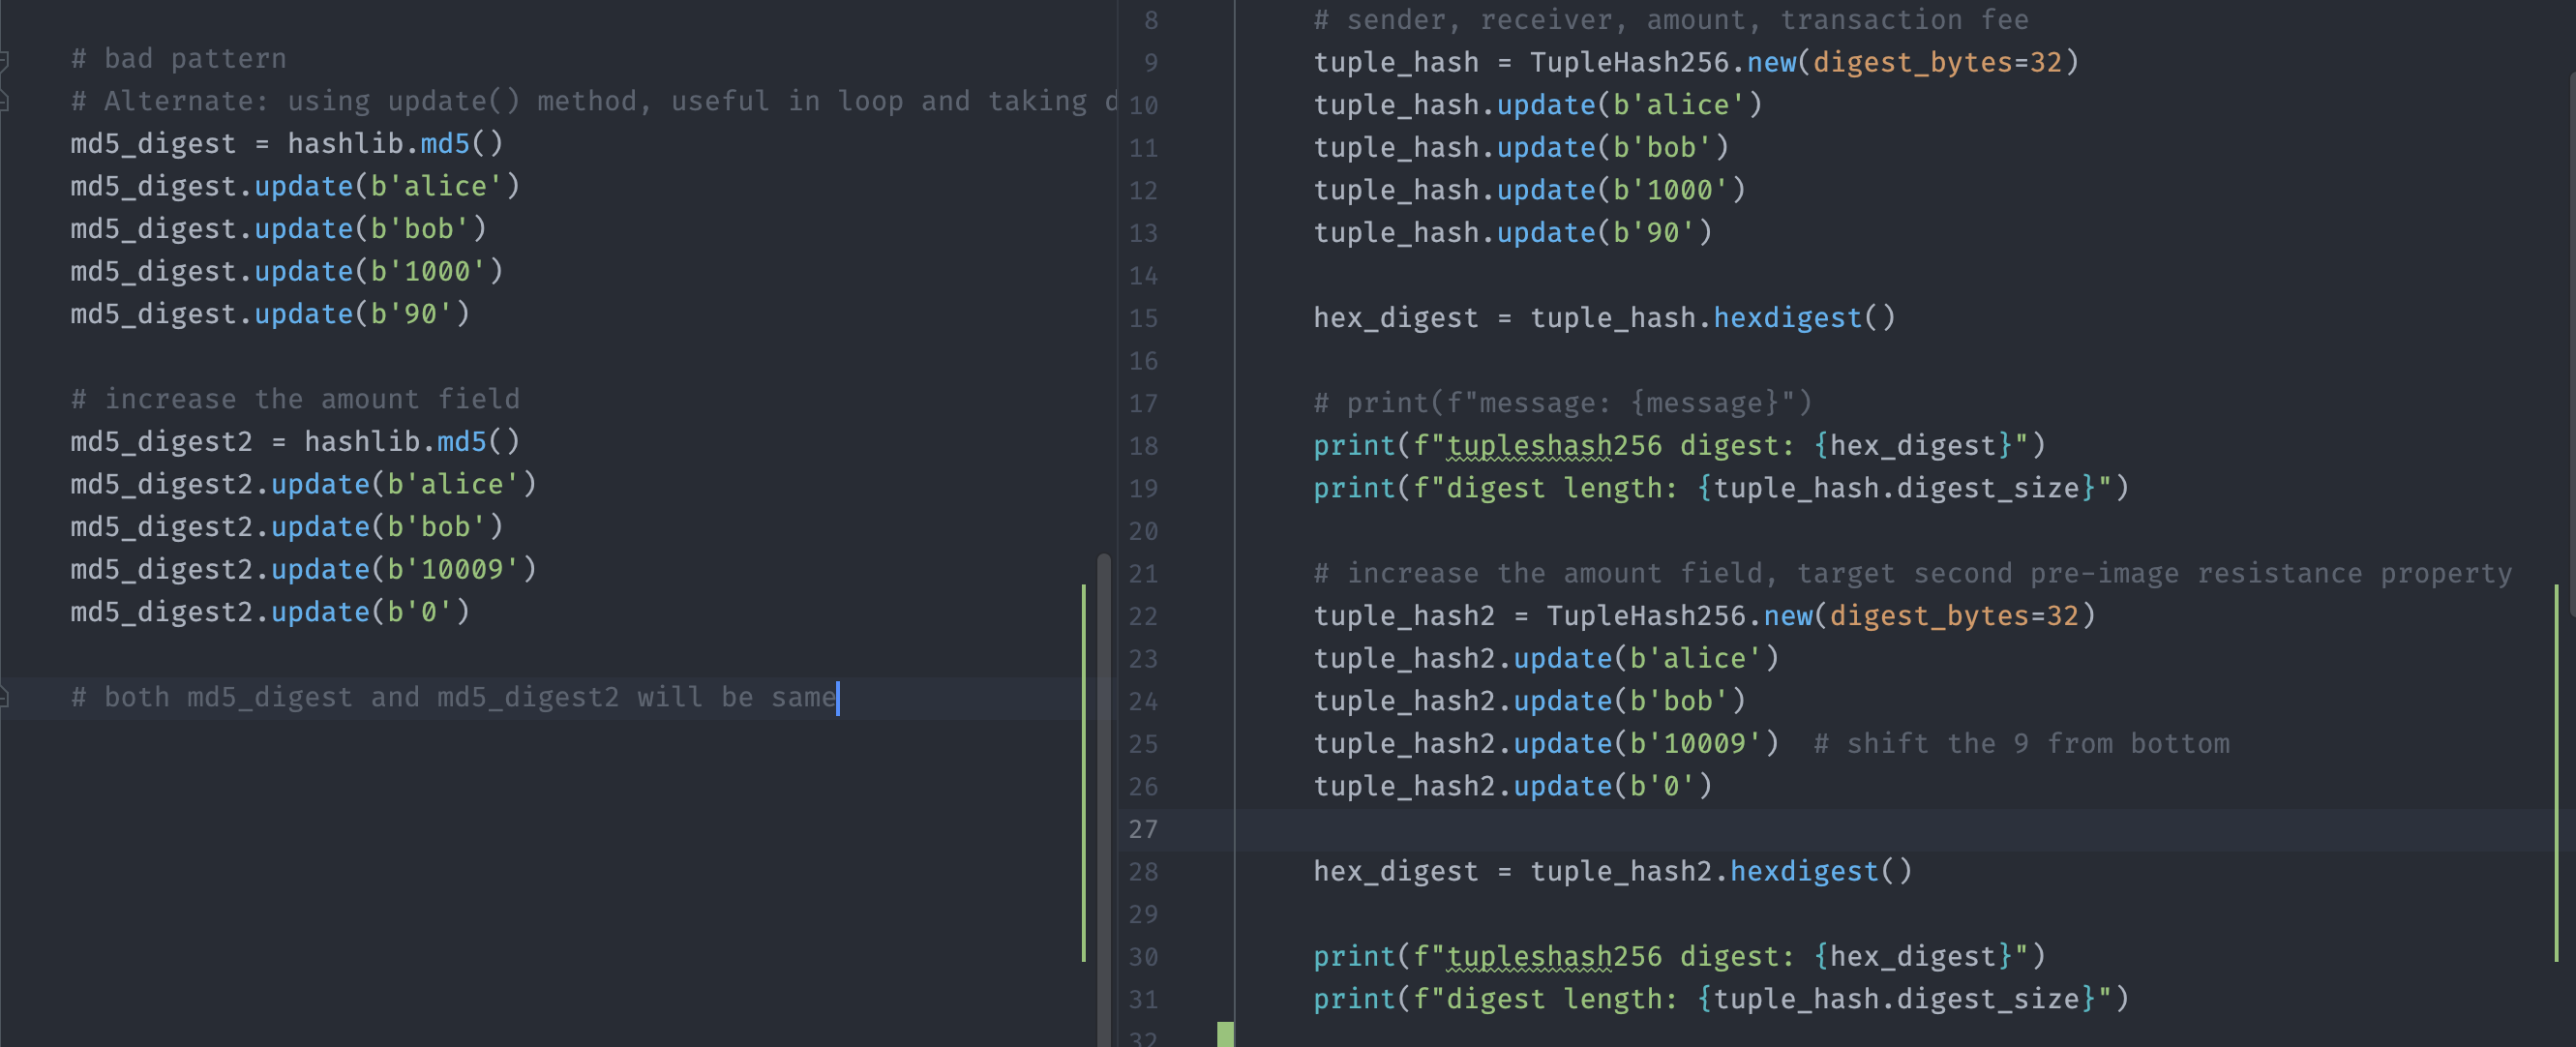 # bad pattern
# Alternate: using update() method, useful in loop and taking
md5_digest = hashlib.md5()
md5_digest.update(b'alice')
md5_digest.update(b'bob')
md5_digest.update(b'1000')
md5_digest.update(b'90')
# increase the amount field
md5_digest2 = hashlib.md5()
md5_digest2.update(b'alice')
md5_digest2.update(b'bob')
md5_digest2.update(b'10009')
md5_digest2.update(b'0')
# both md5_digest and md5_digest2 will be same
8 # sender, receiver, amount, transaction fee
9 tuple_hash = TupleHash256.new(digest_bytes=32)
10 tuple_hash.update(b'alice')
11 tuple_hash.update(b'bob')
12 tuple_hash.update(b'1000')
13 tuple_hash.update(b'90')
14
15 hex_digest = tuple_hash.hexdigest()
16
17 # print(f"message: {message}")
18 print(f"tupleshash256 digest: {hex_digest}")
19 print(f"digest length: {tuple_hash.digest_size}")
20
21 # increase the amount field, target second pre-image resistance property
22 tuple_hash2 = TupleHash256.new(digest_bytes=32)
23 tuple_hash2.update(b'alice')
24 tuple_hash2.update(b'bob')
25 tuple_hash2.update(b'10009') # shift the 9 from bottom
26 tuple_hash2.update(b'0')
27
28 hex_digest = tuple_hash2.hexdigest()
29
30 print(f"tupleshash256 digest: {hex_digest}")
31 print(f"digest length: {tuple_hash.digest_size}")
32